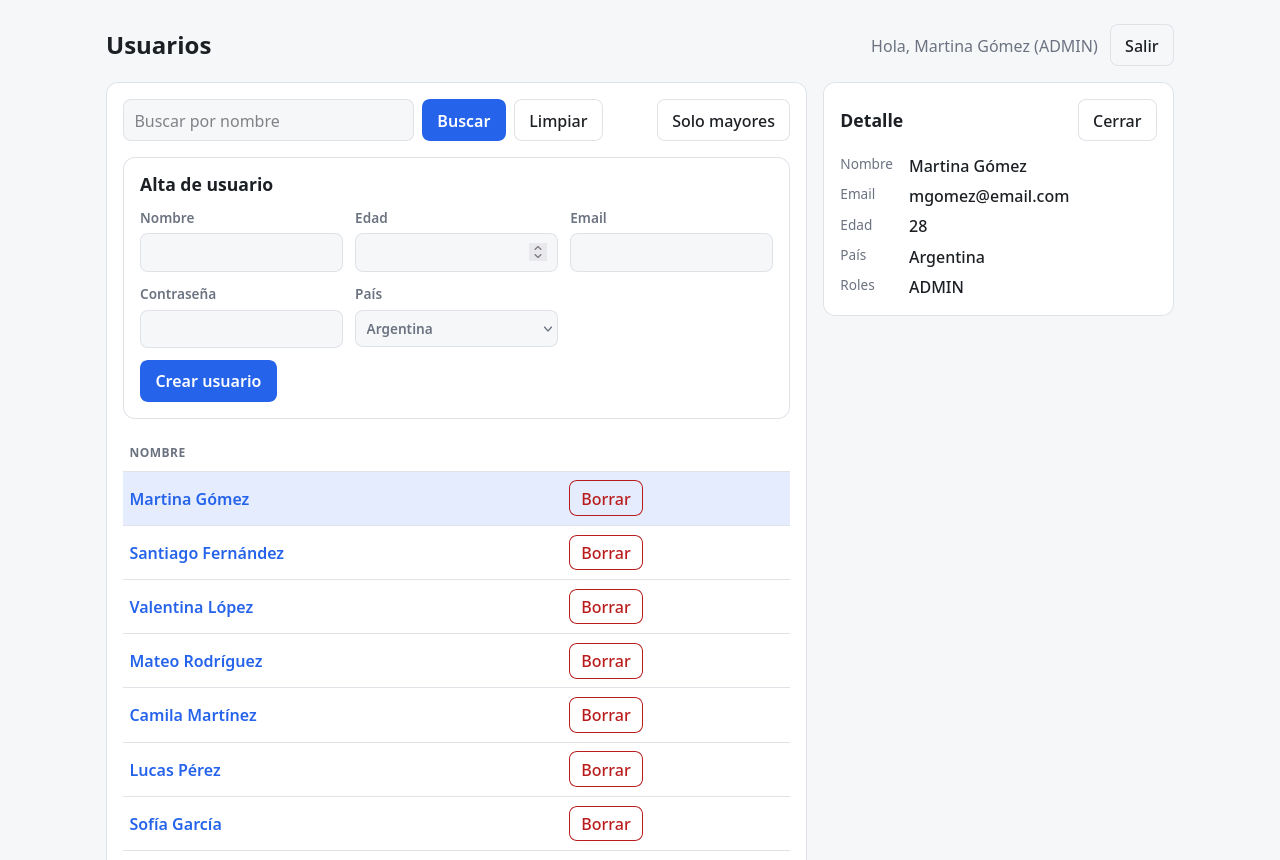 Usuarios
Hola, Martina Gómez (ADMIN) Salir
Buscar por nombre Buscar Limpiar Solo mayores
Alta de usuario
Nombre Edad Email
Contraseña País
Argentina
Crear usuario
NOMBRE
Martina Gómez Borrar
Santiago Fernández Borrar
Valentina López Borrar
Mateo Rodríguez Borrar
Camila Martínez Borrar
Lucas Pérez Borrar
Sofía García Borrar
Detalle Cerrar
Nombre Martina Gómez
Email mgomez@email.com
Edad 28
País Argentina
Roles ADMIN